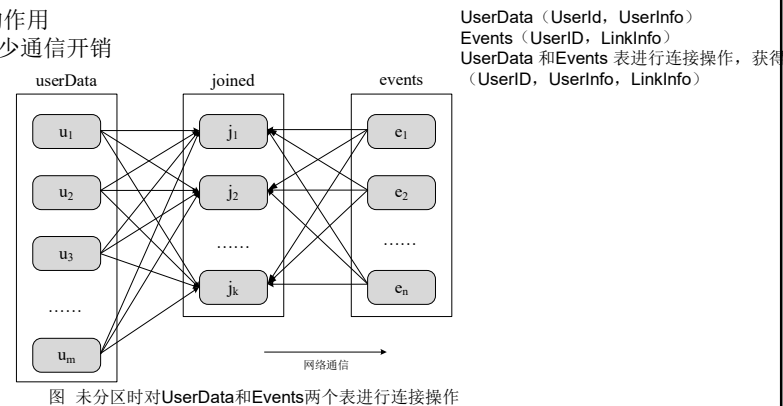 作用
少通信开销
UserData（UserId，UserInfo）
Events（UserID，LinkInfo）
UserData 和Events 表进行连接操作，获得
（UserID，UserInfo，LinkInfo）
userData
joined
events
u1
j1
e1
u2
j2
e2
u3
……
……
jk
en
……
um
网络通信
图 未分区时对UserData和Events两个表进行连接操作